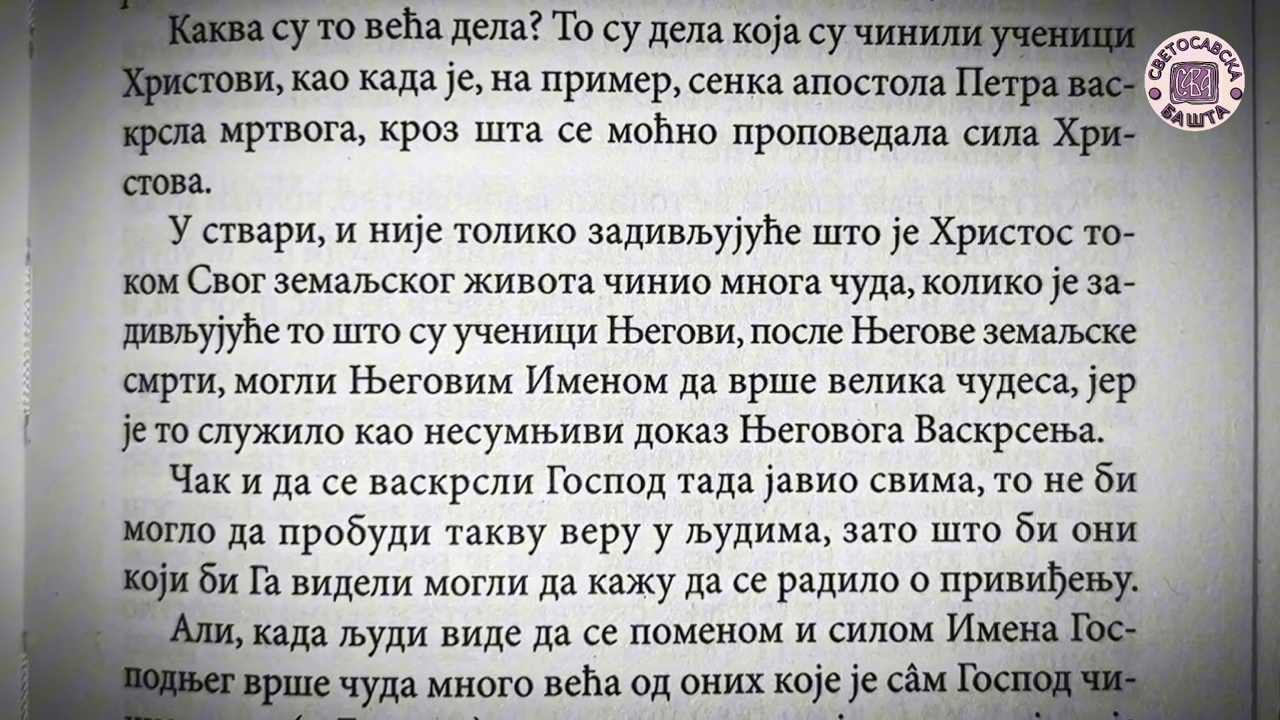 Каква су то већа дела? То су дела која су чинили ученици
Христови, као када је, на пример, сенка апостола Петра вас-
крсла мртвога, кроз шта се моћно проповедала сила Хри-
стова.
У ствари, и није толико задивљујуће што је Христос то-
ком Свог земаљског живота чинио многа чуда, колико је за-
дивљујуће то што су ученици Његови, после Његове земаљске
смрти, могли Његовим Именом да врше велика чудеса, јер
је то служило као несумњиви доказ Његовога Васкрсења.
Чак и да се васкрсли Господ тада јавио свима, то не би
могло да пробуди такву веру у људима, зато што би они
који би Га видели могли да кажу да се радило о привиђењу.
Али, када људи виде да се поменом и силом Имена Гос-
подњег врше чуда много већа од оних које је сâм Господ чи-
СВЕТОСАВСКА
БАШТА